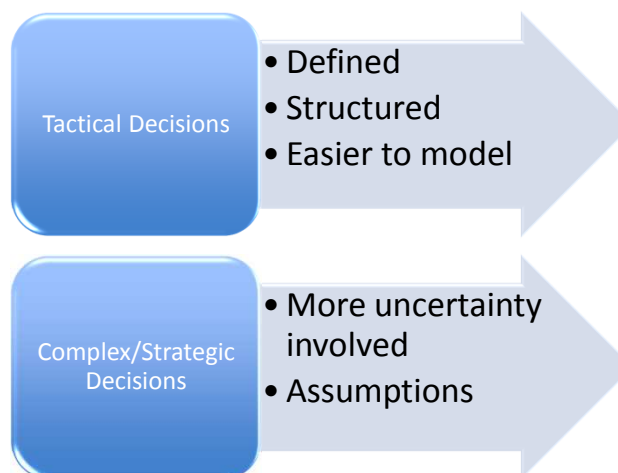 Tactical Decisions
• Defined
• Structured
• Easier to model
Complex/Strategic
Decisions
• More uncertainty
involved
• Assumptions